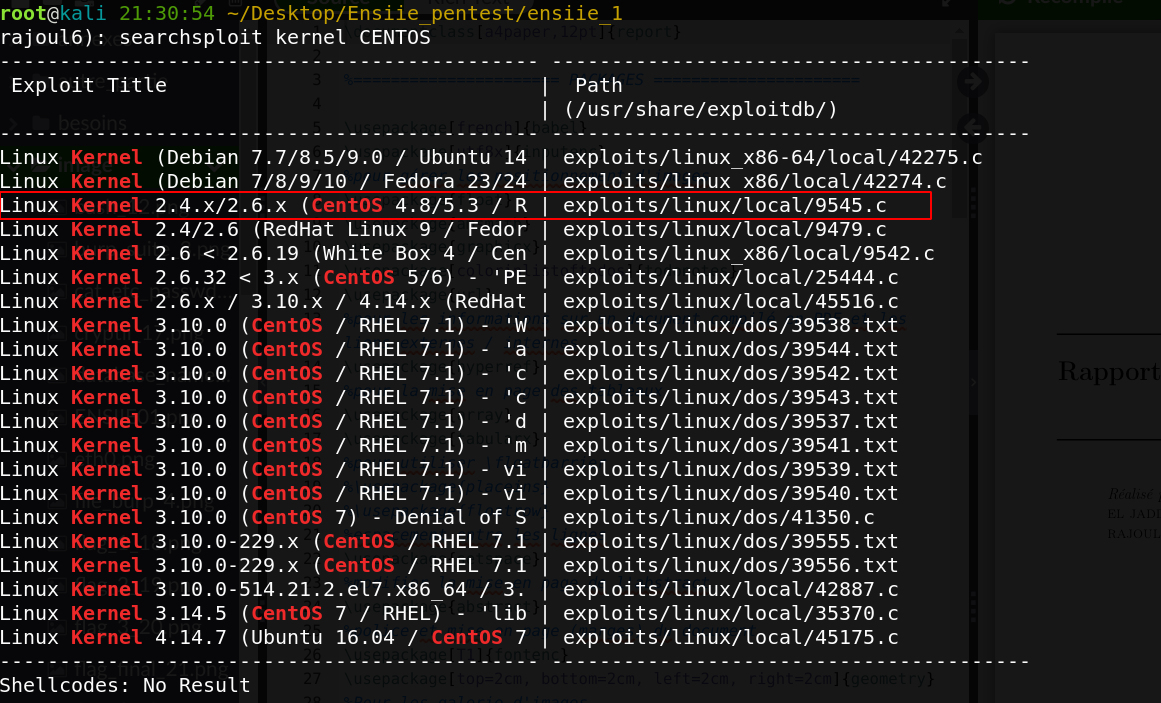 root@kali 21:30:54 ~/Desktop/Ensiie_pentest/ensiie_1
rajoul6): searchsploit kernel CENTOS
--------------------------------------------- ----------------------------------------
 Exploit Title                               |  Path
                                             | (/usr/share/exploitdb/)
--------------------------------------------- ----------------------------------------
Linux Kernel (Debian 7.7/8.5/9.0 / Ubuntu 14 | exploits/linux_x86-64/local/42275.c
Linux Kernel (Debian 7/8/9/10 / Fedora 23/24 | exploits/linux_x86/local/42274.c
Linux Kernel 2.4.x/2.6.x (CentOS 4.8/5.3 / R | exploits/linux/local/9545.c
Linux Kernel 2.4/2.6 (RedHat Linux 9 / Fedor | exploits/linux/local/9479.c
Linux Kernel 2.6 < 2.6.19 (White Box 4 / Cen | exploits/linux_x86/local/9542.c
Linux Kernel 2.6.32 < 3.x (CentOS 5/6) - 'PE | exploits/linux/local/25444.c
Linux Kernel 2.6.x / 3.10.x / 4.14.x (RedHat | exploits/linux/local/45516.c
Linux Kernel 3.10.0 (CentOS / RHEL 7.1) - 'W | exploits/linux/dos/39538.txt
Linux Kernel 3.10.0 (CentOS / RHEL 7.1) - 'a | exploits/linux/dos/39544.txt
Linux Kernel 3.10.0 (CentOS / RHEL 7.1) - 'c | exploits/linux/dos/39542.txt
Linux Kernel 3.10.0 (CentOS / RHEL 7.1) - 'c | exploits/linux/dos/39543.txt
Linux Kernel 3.10.0 (CentOS / RHEL 7.1) - 'd | exploits/linux/dos/39537.txt
Linux Kernel 3.10.0 (CentOS / RHEL 7.1) - 'm | exploits/linux/dos/39541.txt
Linux Kernel 3.10.0 (CentOS / RHEL 7.1) - vi | exploits/linux/dos/39539.txt
Linux Kernel 3.10.0 (CentOS / RHEL 7.1) - vi | exploits/linux/dos/39540.txt
Linux Kernel 3.10.0 (CentOS 7) - Denial of S | exploits/linux/dos/41350.c
Linux Kernel 3.10.0-229.x (CentOS / RHEL 7.1 | exploits/linux/dos/39555.txt
Linux Kernel 3.10.0-229.x (CentOS / RHEL 7.1 | exploits/linux/dos/39556.txt
Linux Kernel 3.10.0-514.21.2.el7.x86_64 / 3. | exploits/linux/local/42887.c
Linux Kernel 3.14.5 (CentOS 7 / RHEL) - 'lib | exploits/linux/local/35370.c
Linux Kernel 4.14.7 (Ubuntu 16.04 / CentOS 7 | exploits/linux/local/45175.c
--------------------------------------------- ----------------------------------------
Shellcodes: No Result
besoins
Rapport